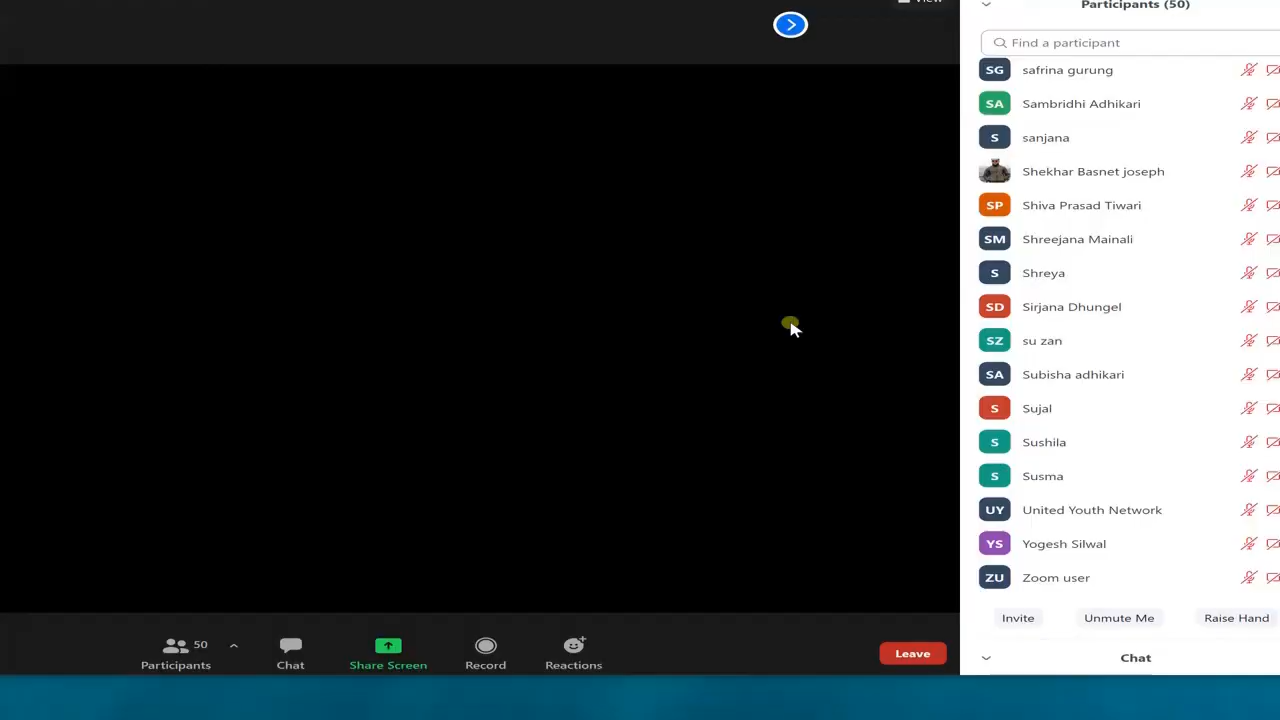 View
Participants (50)
Find a participant
SG safrina gurung
SA Sambridhi Adhikari
S sanjana
Shekhar Basnet joseph
SP Shiva Prasad Tiwari
SM Shreejana Mainali
S Shreya
SD Sirjana Dhungel
SZ su zan
SA Subisha adhikari
S Sujal
S Sushila
S Susma
UY United Youth Network
YS Yogesh Silwal
ZU Zoom user
Invite Unmute Me Raise Hand
50
Participants Chat Share Screen Record Reactions
Leave
Chat